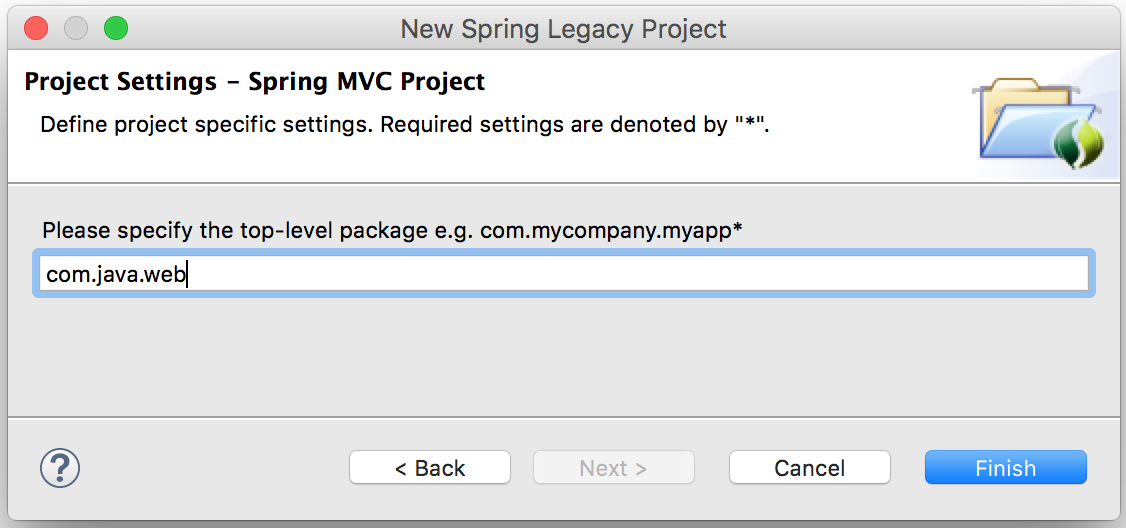 New Spring Legacy Project
Project Settings – Spring MVC Project
Define project specific settings. Required settings are denoted by "*".
Please specify the top-level package e.g. com.mycompany.myapp*
com.java.web
?
< Back
Next >
Cancel
Finish